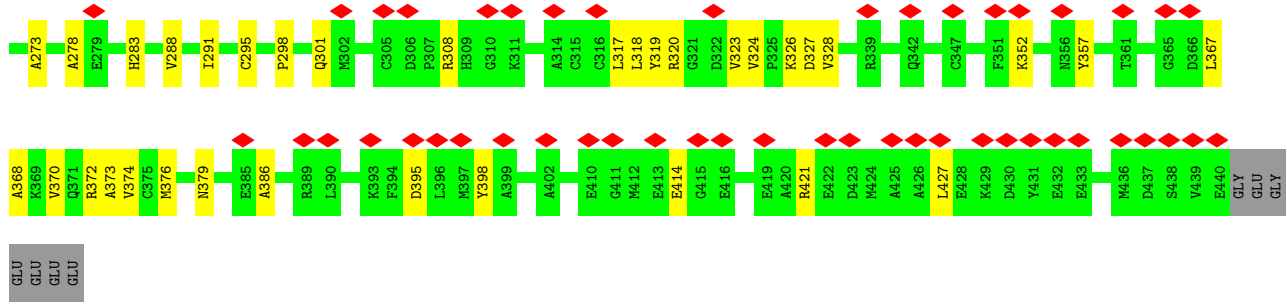 A273 A278 E279 H283 V288 I291 C295 P298 Q301 M302 C305 D306 P307 R308 H309 G310 K311 A314 C315 C316 L317 L318 Y319 R320 G321 D322 V323 V324 P325 K326 D327 V328 R339 Q342 C347 F351 K352 N356 Y357 T361 G365 D366 L367
A368 K369 V370 Q371 R372 A373 V374 C375 M376 N379 E385 A386 R389 L390 K393 F394 D395 L396 M397 Y398 A399 A402 E410 G411 M412 E413 E414 G415 E416 E419 A420 R421 E422 D423 M424 A425 A426 L427 E428 K429 D430 Y431 E432 E433 M436 D437 S438 V439 E440 GLY GLU GLY
GLU GLU GLU GLU